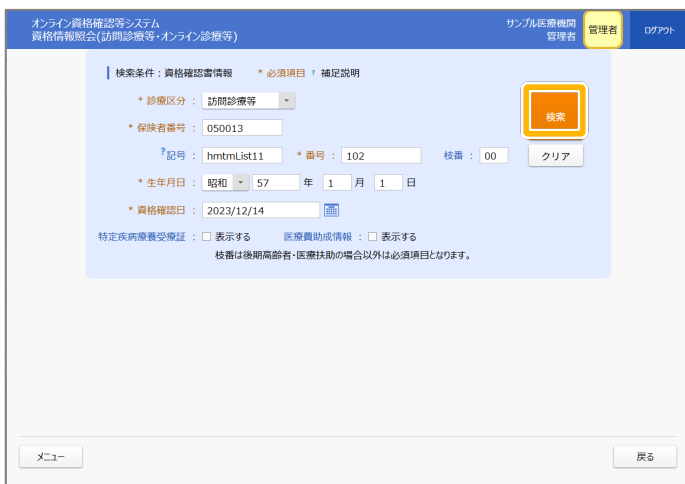 オンライン資格確認等システム
資格情報照会(訪問診療等・オンライン診療等)
サンプル医療機関
管理者
管理者
ログアウト
検索条件：資格確認書情報 * 必須項目 ? 補足説明
* 診療区分 : 訪問診療等
検索
* 保険者番号 : 050013
?記号 : hmtmList11 * 番号 : 102 枝番 : 00 クリア
* 生年月日 : 昭和 57 年 1 月 1 日
* 資格確認日 : 2023/12/14
特定疾病療養受療証 : 表示する 医療費助成情報 : 表示する
枝番は後期高齢者・医療扶助の場合以外は必須項目となります。
メニュー 戻る